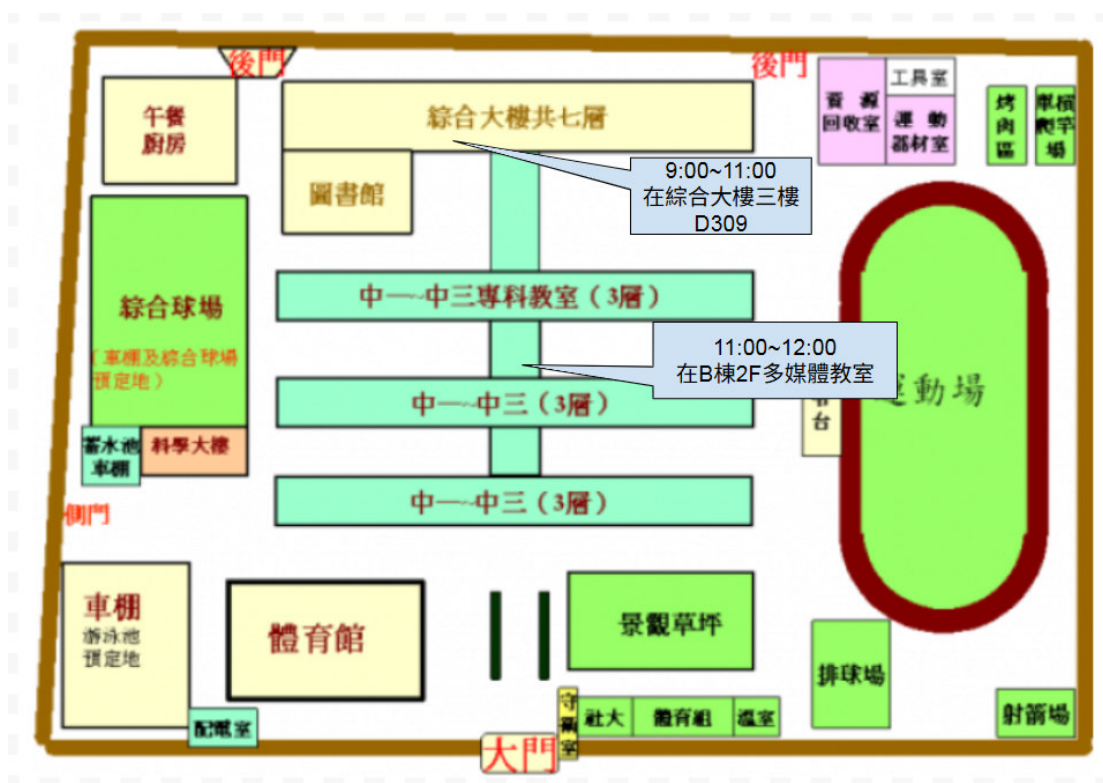 後門
後門
午餐
廚房
綜合大樓共七層
資源
回收室
工具室
運動
器材室
烤
肉
區
單槓
爬竿
場
9:00~11:00
在綜合大樓三樓
D309
圖書館
綜合球場
(車棚及綜合球場
預定地)
中一~中三專科教室(3層)
11:00~12:00
在B棟2F多媒體教室
運動場
台
中一~中三(3層)
蓄水池
車棚
科學大樓
中一~中三(3層)
側門
車棚
游泳池
預定地
體育館
景觀草坪
排球場
配電室
守
衛
室
社大
體育組
溫室
射箭場
大門